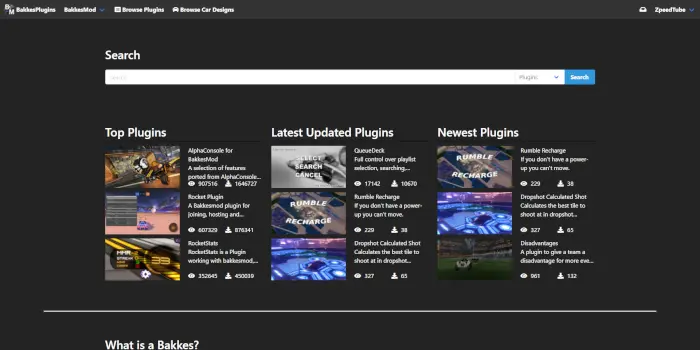 BakkesPlugins BakkesMod Browse Plugins Browse Car Designs ZpeedTube
Search
Plugins Search
Top Plugins
AlphaConsole for
BakkesMod
A selection of features
ported from AlphaConsole...
907516 1646727
Rocket Plugin
A Bakkesmod plugin for
joining, hosting and...
607329 876341
RocketStats
RocketStats is a Plugin
working with bakkesmod,...
352645 450039
Latest Updated Plugins
SELECT
SEARCH
CANCEL
QueueDeck
Full control over playlist
selection, searching,...
17142 10670
RUMBLE
RECHARGE
Rumble Recharge
If you don't have a power-
up you can't move.
229 38
Dropshot Calculated Shot
Calculates the best tile to
shoot at in dropshot...
327 65
Newest Plugins
RUMBLE
RECHARGE
Rumble Recharge
If you don't have a power-
up you can't move.
229 38
Dropshot Calculated Shot
Calculates the best tile to
shoot at in dropshot...
327 65
Disadvantages
A plugin to give a team a
disadvantage for more eve...
961 132
What is a Bakkes?